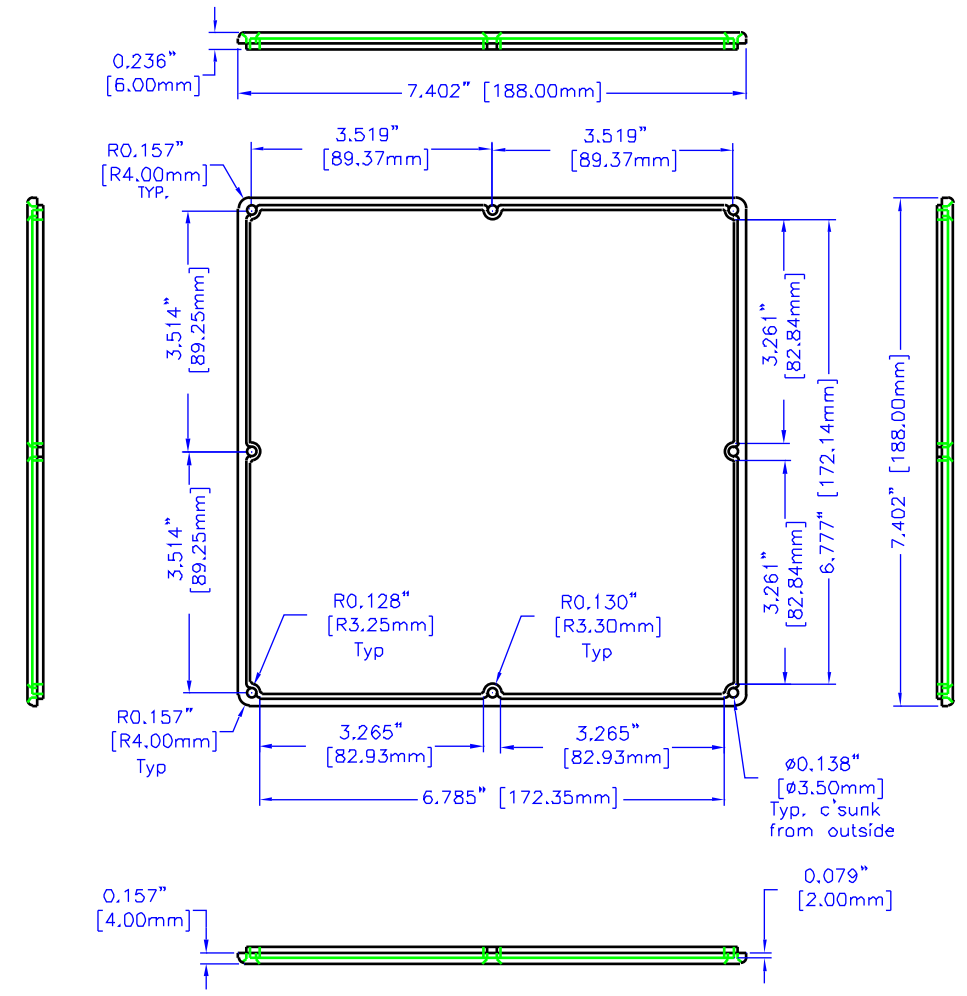 0.236"
[6.00mm]
7.402" [188.00mm]
3.519"
[89.37mm]
3.519"
[89.37mm]
R0.157"
[R4.00mm]
TYP.
3.514"
[89.25mm]
3.261"
[82.84mm]
6.777" [172.14mm]
7.402" [188.00mm]
3.514"
[89.25mm]
3.261"
[82.84mm]
R0.128"
[R3.25mm]
Typ
R0.130"
[R3.30mm]
Typ
R0.157"
[R4.00mm]
Typ
3.265"
[82.93mm]
3.265"
[82.93mm]
6.785" [172.35mm]
ø0.138"
[ø3.50mm]
Typ. c'sunk
from outside
0.157"
[4.00mm]
0.079"
[2.00mm]